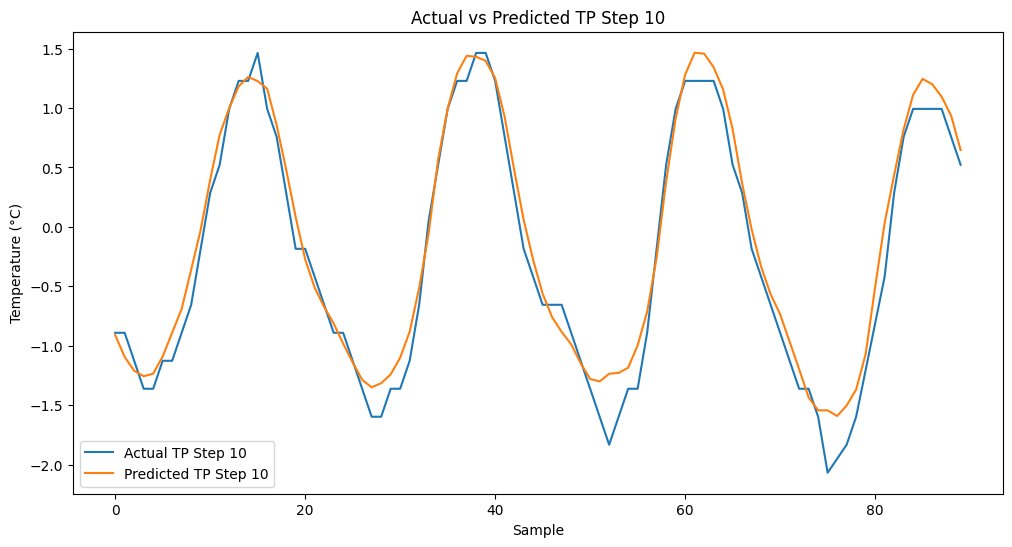 Actual vs Predicted TP Step 10
Temperature (°C)
1.5
1.0
0.5
0.0
−0.5
−1.0
−1.5
−2.0
Actual TP Step 10
Predicted TP Step 10
0 20 40 60 80
Sample